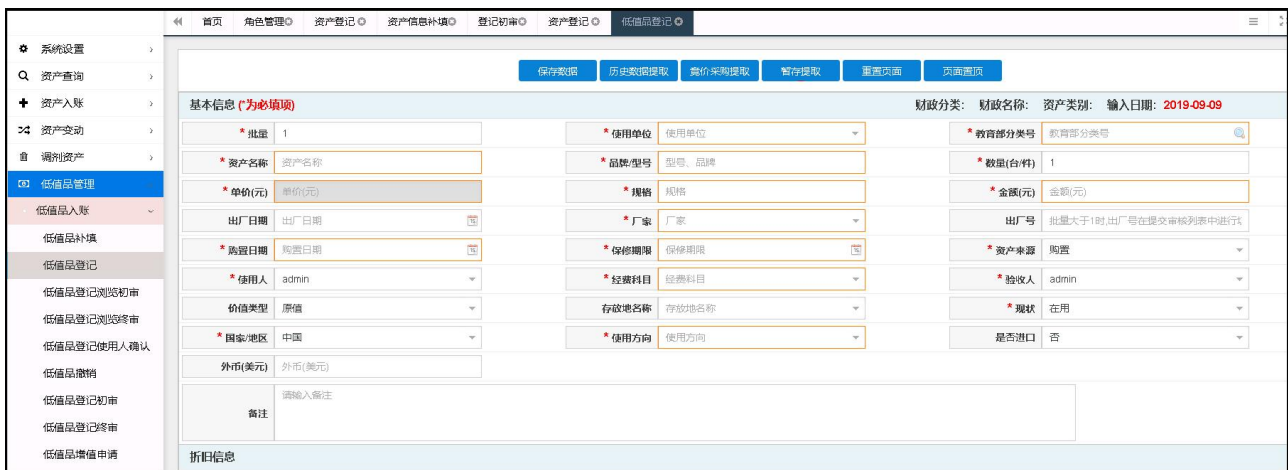 首页 角色管理 资产登记 资产信息补填 登记初审 资产登记 低值品登记
系统设置
资产查询
资产入账
资产变动
调剂资产
低值品管理
低值品入账
低值品补填
低值品登记
低值品登记浏览初审
低值品登记浏览终审
低值品登记使用人确认
低值品撤销
低值品登记初审
低值品登记终审
低值品增值申请
保存数据 历史数据提取 竞价采购提取 暂存提取 重置页面 页面置顶
基本信息 (*为必填项) 财政分类: 财政名称: 资产类别: 输入日期: 2019-09-09
* 批量 1 * 使用单位 使用单位 * 教育部分类号 教育部分类号
* 资产名称 资产名称 * 品牌/型号 型号、品牌 * 数量(台/件) 1
* 单价(元) 单价(元) * 规格 规格 * 金额(元) 金额(元)
出厂日期 出厂日期 * 厂家 厂家 出厂号 批量大于1时,出厂号在提交审核列表中进行
* 购置日期 购置日期 * 保修期限 保修期限 * 资产来源 购置
* 使用人 admin * 经费科目 经费科目 * 验收人 admin
价值类型 原值 存放地名称 存放地名称 * 现状 在用
* 国家/地区 中国 * 使用方向 使用方向 是否进口 否
外币(美元) 外币(美元)
备注 请输入备注
折旧信息